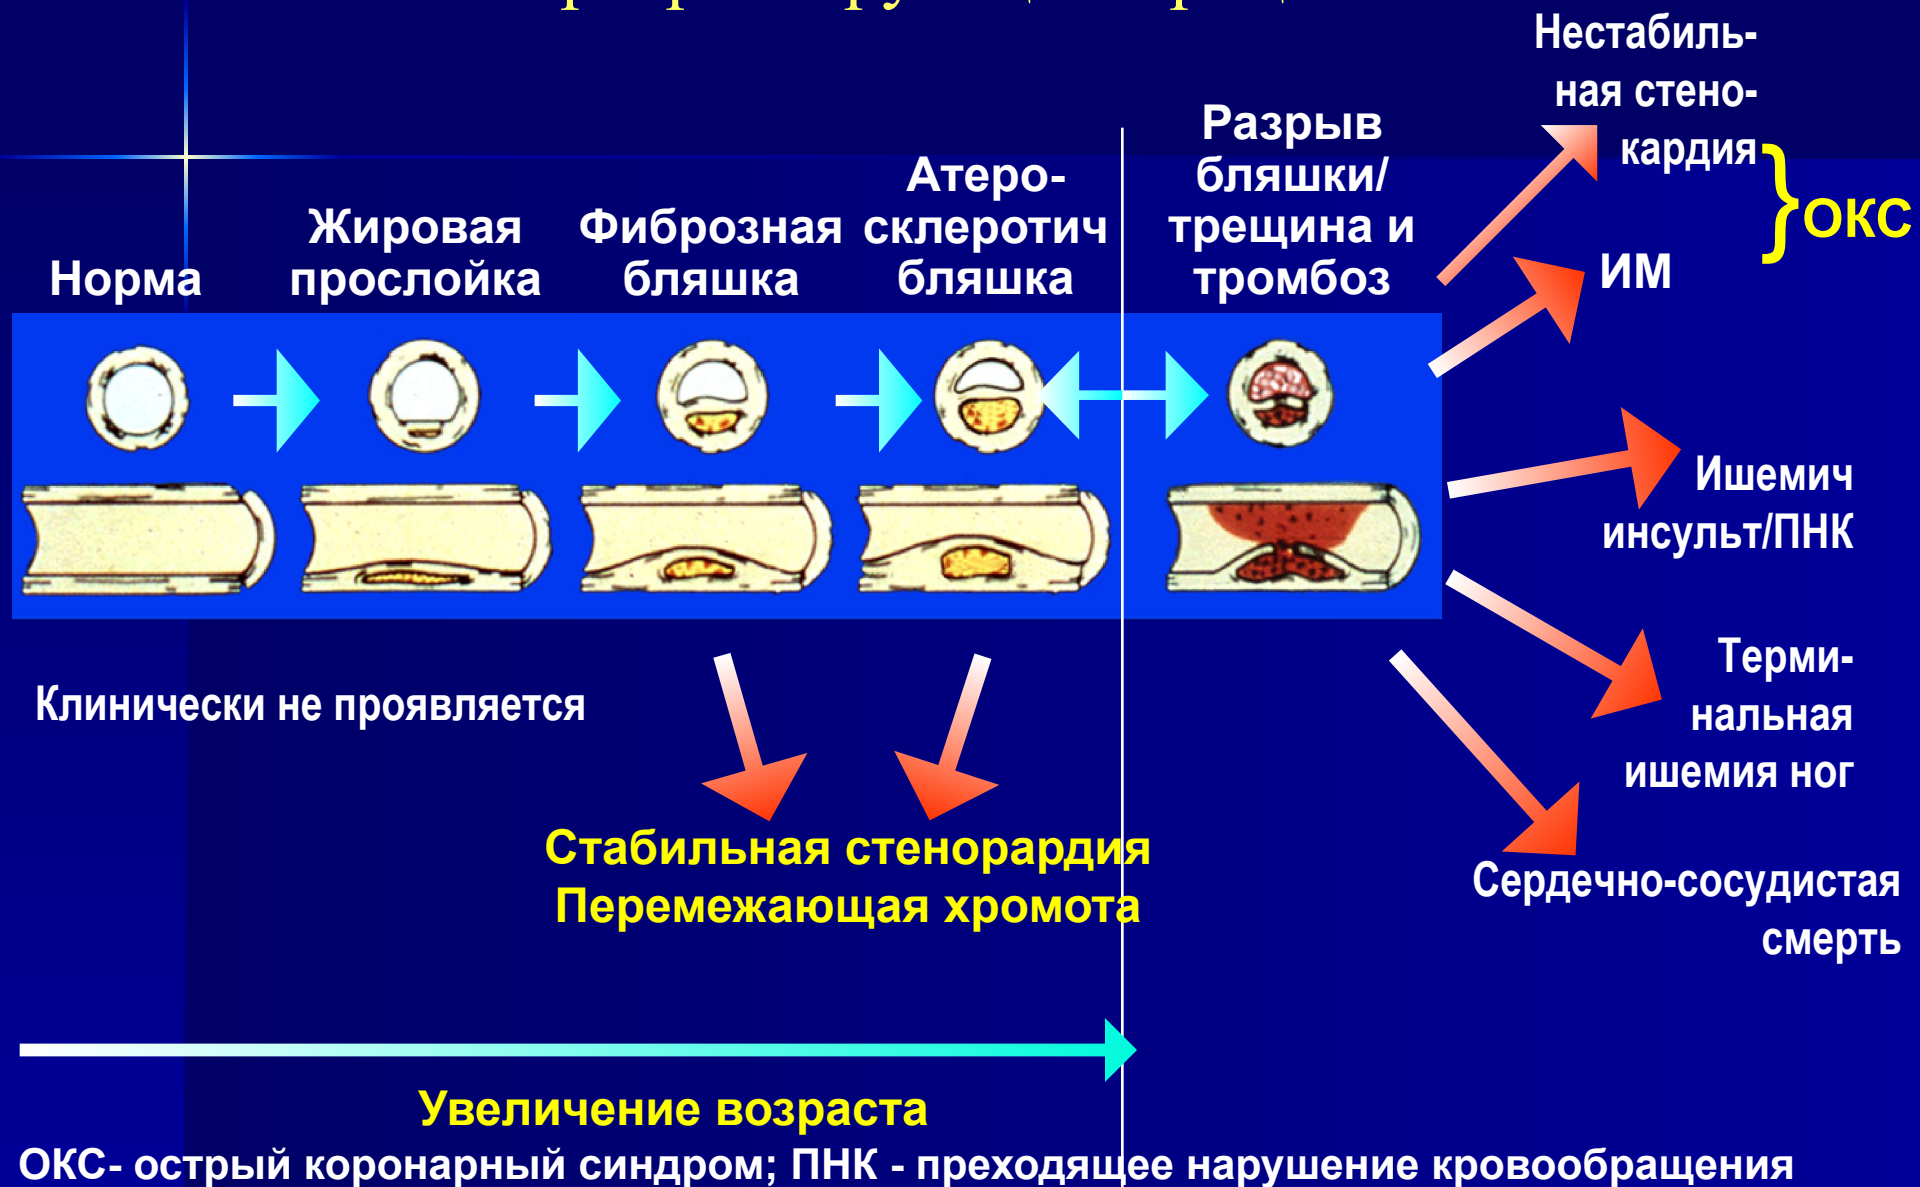 Нестабиль-
ная стено-
кардия
ОКС
ИМ
Разрыв
бляшки/
трещина и
тромбоз
Атеро-
склеротич
бляшка
Фиброзная
бляшка
Жировая
прослойка
Норма
Ишемич
инсульт/ПНК
Терми-
нальная
ишемия ног
Сердечно-сосудистая
смерть
Клинически не проявляется
Стабильная стенорардия
Перемежающая хромота
Увеличение возраста
ОКС- острый коронарный синдром; ПНК - преходящее нарушение кровообращения